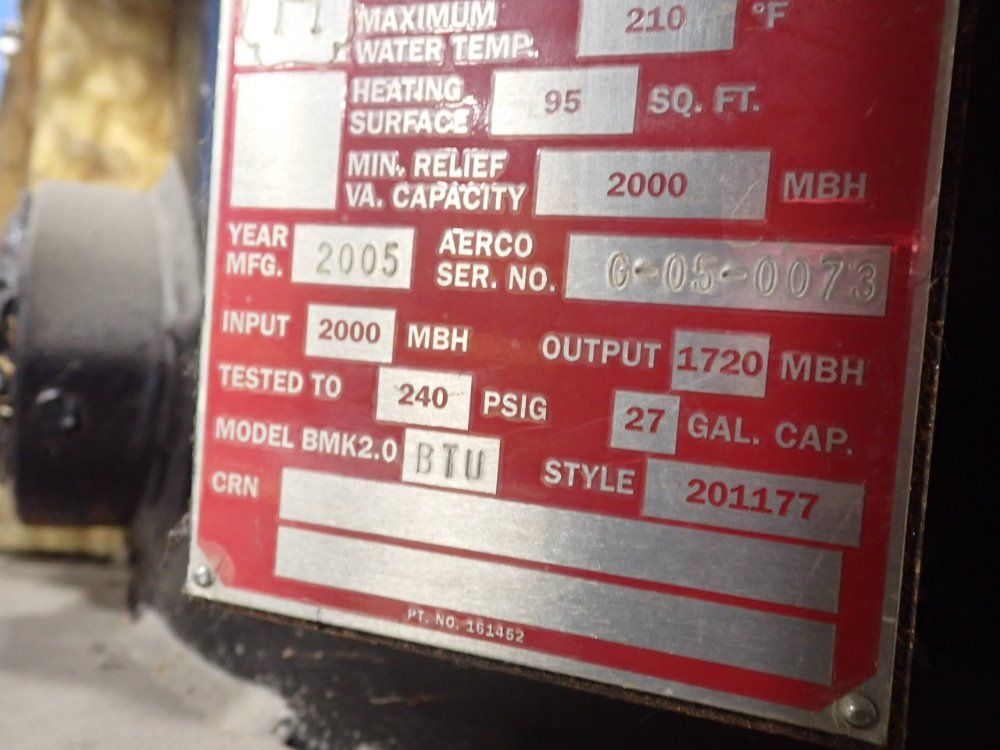 H
MAXIMUM WATER TEMP. 210 °F
HEATING SURFACE 95 SQ. FT.
MIN. RELIEF VA. CAPACITY 2000 MBH
YEAR MFG. 2005 AERCO SER. NO. G-05-0073
INPUT 2000 MBH OUTPUT 1720 MBH
TESTED TO 240 PSIG 27 GAL. CAP.
MODEL BMK2.0 BTU STYLE 201177
CRN
PT. NO. 161452